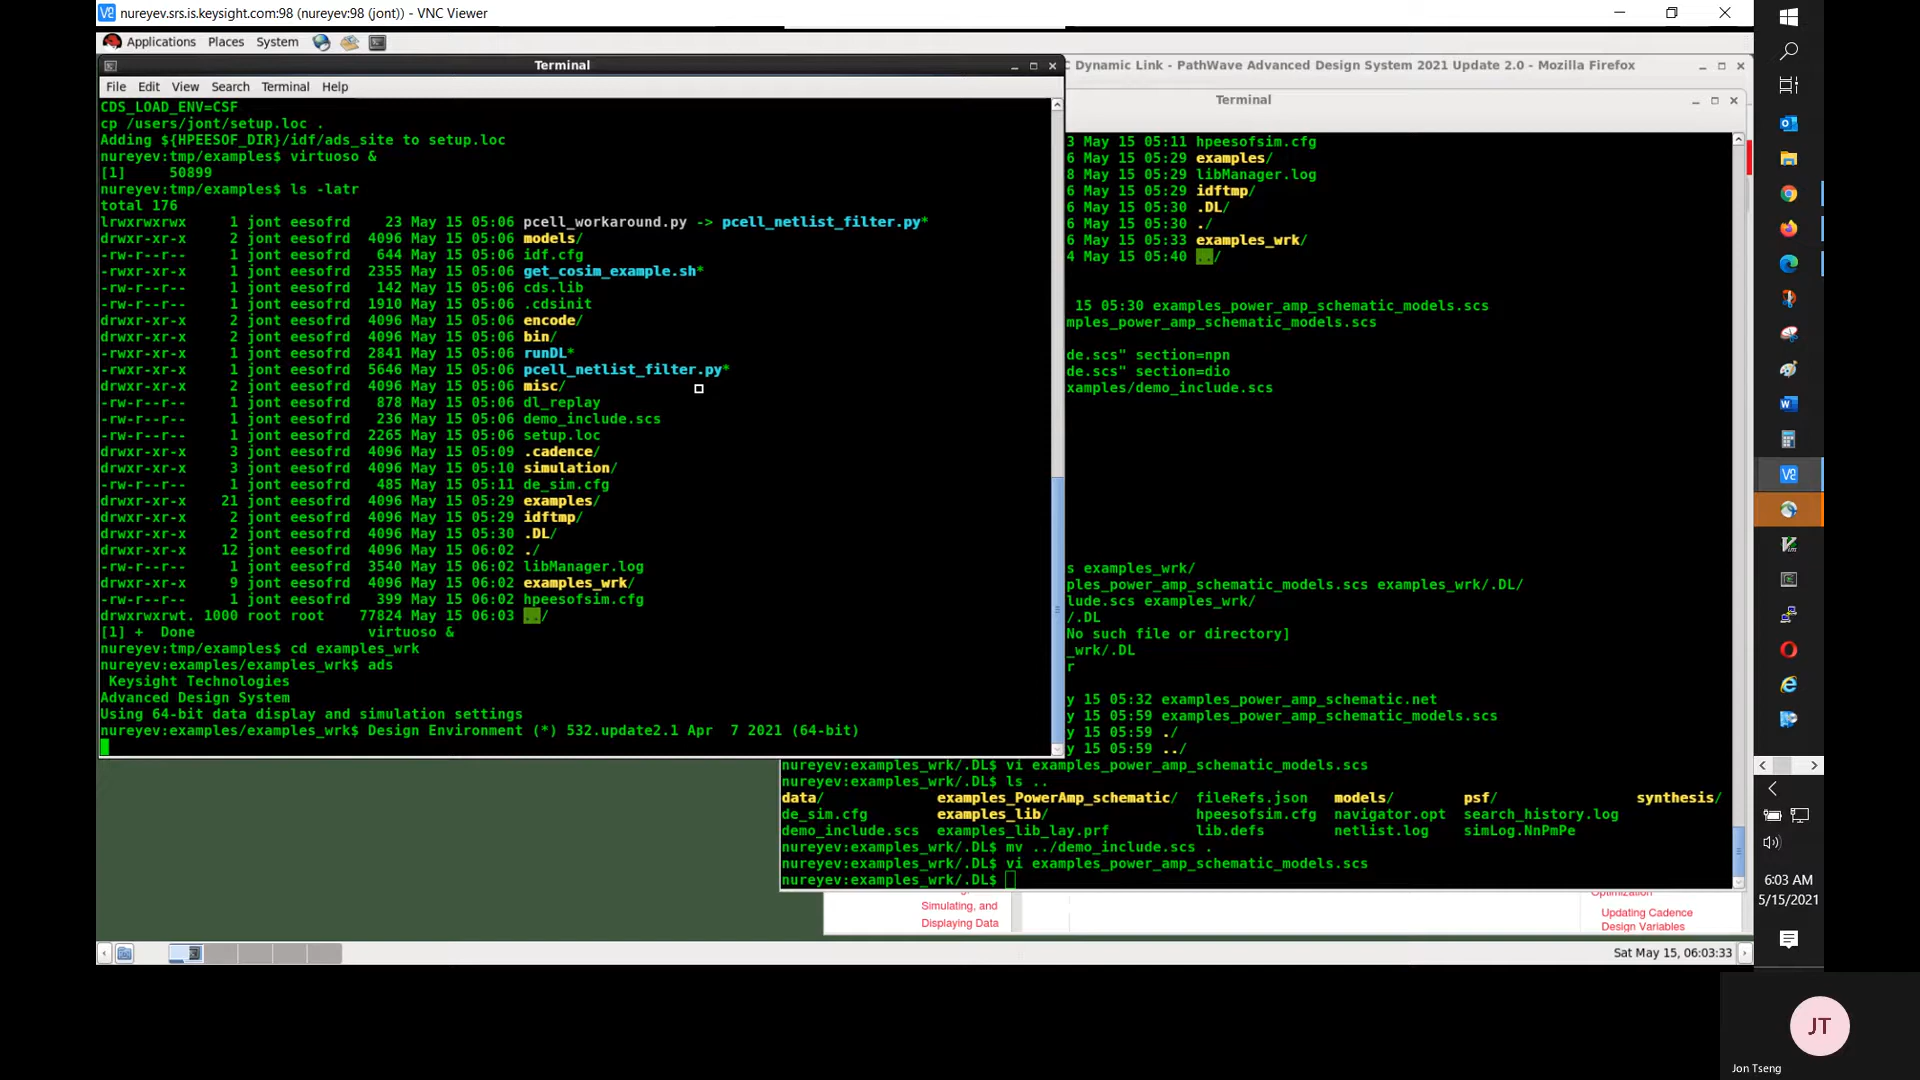 nureyev.srs.is.keysight.com:98 (nureyev:98 (jont)) - VNC Viewer
Applications Places System
Terminal
File Edit View Search Terminal Help
CDS_LOAD_ENV=CSF
cp /users/jont/setup.loc .
Adding ${HPEESOF_DIR}/idf/ads_site to setup.loc
nureyev:tmp/examples$ virtuoso &
[1] 50899
nureyev:tmp/examples$ ls -latr
total 176
lrwxrwxrwx 1 jont eesofrd 23 May 15 05:06 pcell_workaround.py -> pcell_netlist_filter.py*
drwxr-xr-x 2 jont eesofrd 4096 May 15 05:06 models/
-rw-r--r-- 1 jont eesofrd 644 May 15 05:06 idf.cfg
-rwxr-xr-x 1 jont eesofrd 2355 May 15 05:06 get_cosim_example.sh*
-rw-r--r-- 1 jont eesofrd 142 May 15 05:06 cds.lib
-rw-r--r-- 1 jont eesofrd 1910 May 15 05:06 .cdsinit
drwxr-xr-x 2 jont eesofrd 4096 May 15 05:06 encode/
drwxr-xr-x 2 jont eesofrd 4096 May 15 05:06 bin/
-rwxr-xr-x 1 jont eesofrd 2841 May 15 05:06 runDL*
-rwxr-xr-x 1 jont eesofrd 5646 May 15 05:06 pcell_netlist_filter.py*
drwxr-xr-x 2 jont eesofrd 4096 May 15 05:06 misc/
-rw-r--r-- 1 jont eesofrd 878 May 15 05:06 dl_replay
-rw-r--r-- 1 jont eesofrd 236 May 15 05:06 demo_include.scs
-rw-r--r-- 1 jont eesofrd 2265 May 15 05:06 setup.loc
drwxr-xr-x 3 jont eesofrd 4096 May 15 05:09 .cadence/
drwxr-xr-x 3 jont eesofrd 4096 May 15 05:10 simulation/
-rw-r--r-- 1 jont eesofrd 485 May 15 05:11 de_sim.cfg
drwxr-xr-x 21 jont eesofrd 4096 May 15 05:29 examples/
drwxr-xr-x 2 jont eesofrd 4096 May 15 05:29 idftmp/
drwxr-xr-x 2 jont eesofrd 4096 May 15 05:30 .DL/
drwxr-xr-x 12 jont eesofrd 4096 May 15 06:02 ./
-rw-r--r-- 1 jont eesofrd 3540 May 15 06:02 libManager.log
drwxr-xr-x 9 jont eesofrd 4096 May 15 06:02 examples_wrk/
-rw-r--r-- 1 jont eesofrd 399 May 15 06:02 hpeesofsim.cfg
drwxrwxrwt. 1000 root root 77824 May 15 06:03 ../
[1] + Done virtuoso &
nureyev:tmp/examples$ cd examples_wrk
nureyev:examples/examples_wrk$ ads
Keysight Technologies
Advanced Design System
Using 64-bit data display and simulation settings
nureyev:examples/examples_wrk$ Design Environment (*) 532.update2.1 Apr 7 2021 (64-bit)
C Dynamic Link - PathWave Advanced Design System 2021 Update 2.0 - Mozilla Firefox
Terminal
3 May 15 05:11 hpeesofsim.cfg
6 May 15 05:29 examples/
8 May 15 05:29 libManager.log
6 May 15 05:29 idftmp/
6 May 15 05:30 .DL/
6 May 15 05:30 ./
6 May 15 05:33 examples_wrk/
4 May 15 05:40 ../
15 05:30 examples_power_amp_schematic_models.scs
mples_power_amp_schematic_models.scs
de.scs" section=npn
de.scs" section=dio
xamples/demo_include.scs
s examples_wrk/
ples_power_amp_schematic_models.scs examples_wrk/.DL/
lude.scs examples_wrk/
/.DL
No such file or directory]
_wrk/.DL
r
y 15 05:32 examples_power_amp_schematic.net
y 15 05:59 examples_power_amp_schematic_models.scs
y 15 05:59 ./
y 15 05:59 ../
nureyev:examples_wrk/.DL$ vi examples_power_amp_schematic_models.scs
nureyev:examples_wrk/.DL$ ls ..
data/ examples_PowerAmp_schematic/ fileRefs.json models/ psf/ synthesis/
de_sim.cfg examples_lib/ hpeesofsim.cfg navigator.opt search_history.log
demo_include.scs examples_lib_lay.prf lib.defs netlist.log simLog.NnPmPe
nureyev:examples_wrk/.DL$ mv ../demo_include.scs .
nureyev:examples_wrk/.DL$ vi examples_power_amp_schematic_models.scs
nureyev:examples_wrk/.DL$
Simulating, and
Displaying Data
Optimization
Updating Cadence
Design Variables
Sat May 15, 06:03:33
6:03 AM
5/15/2021
JT
Jon Tseng